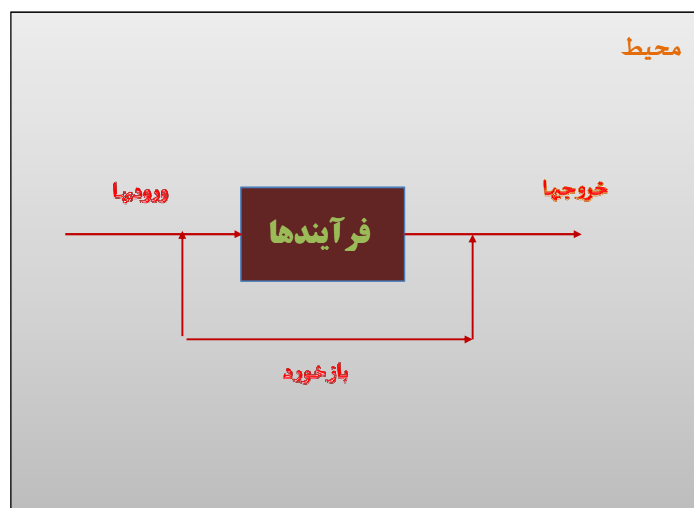 محیط
ورودیها
خروجیها
فرآیندها
بازخورد